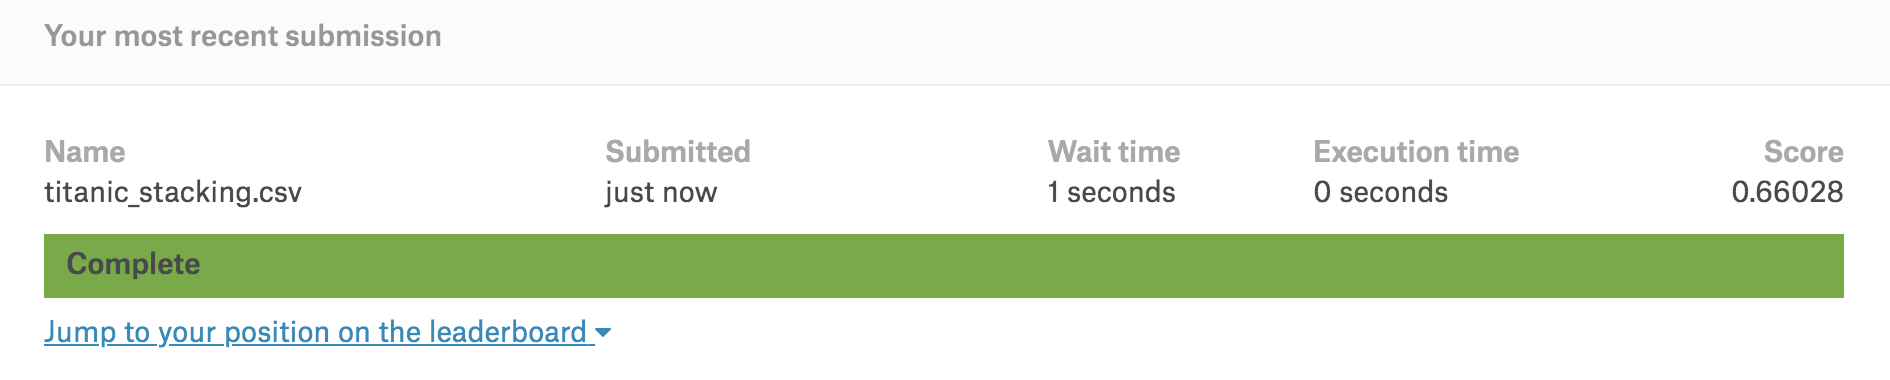 Your most recent submission
Name Submitted Wait time Execution time Score
titanic_stacking.csv just now 1 seconds 0 seconds 0.66028
Complete
Jump to your position on the leaderboard